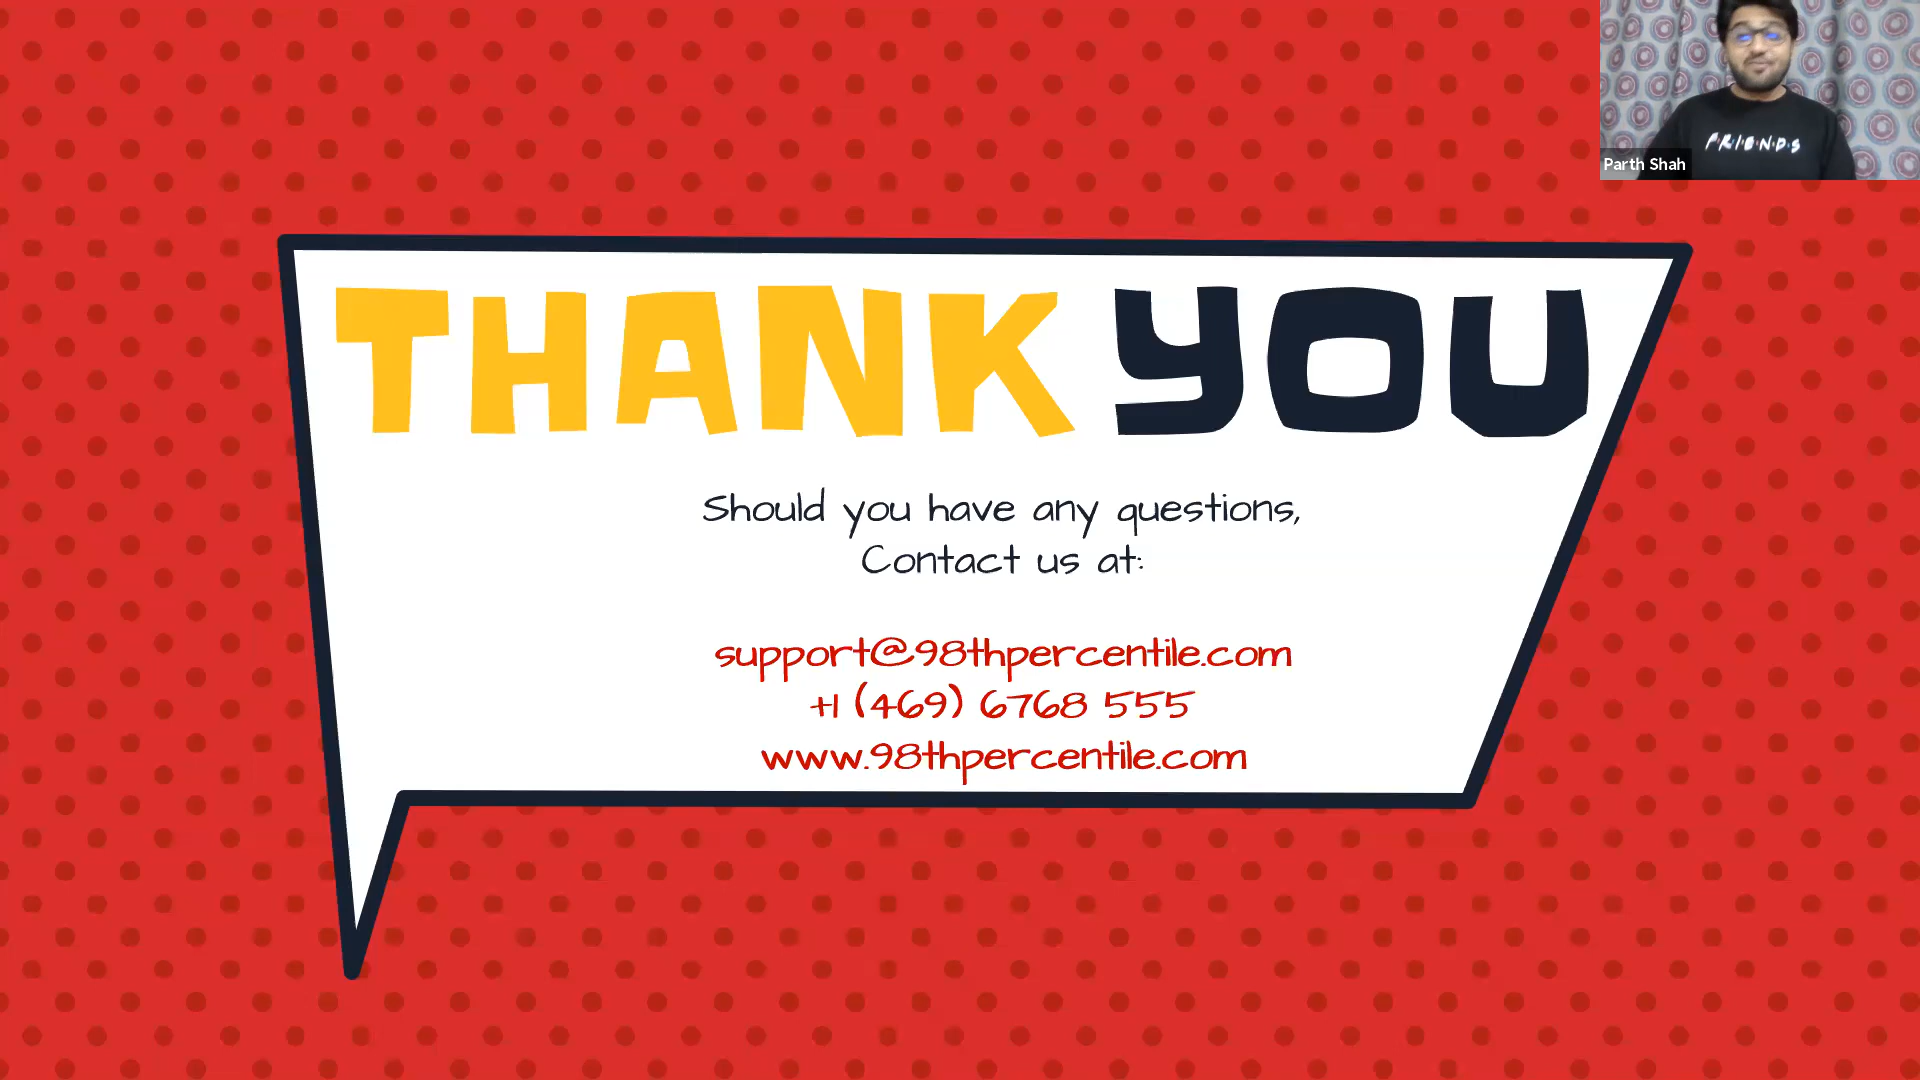 Parth Shah
F·R·I·E·N·D·S
THANK YOU
Should you have any questions,
Contact us at:
support@98thpercentile.com
+1 (469) 6768 555
www.98thpercentile.com